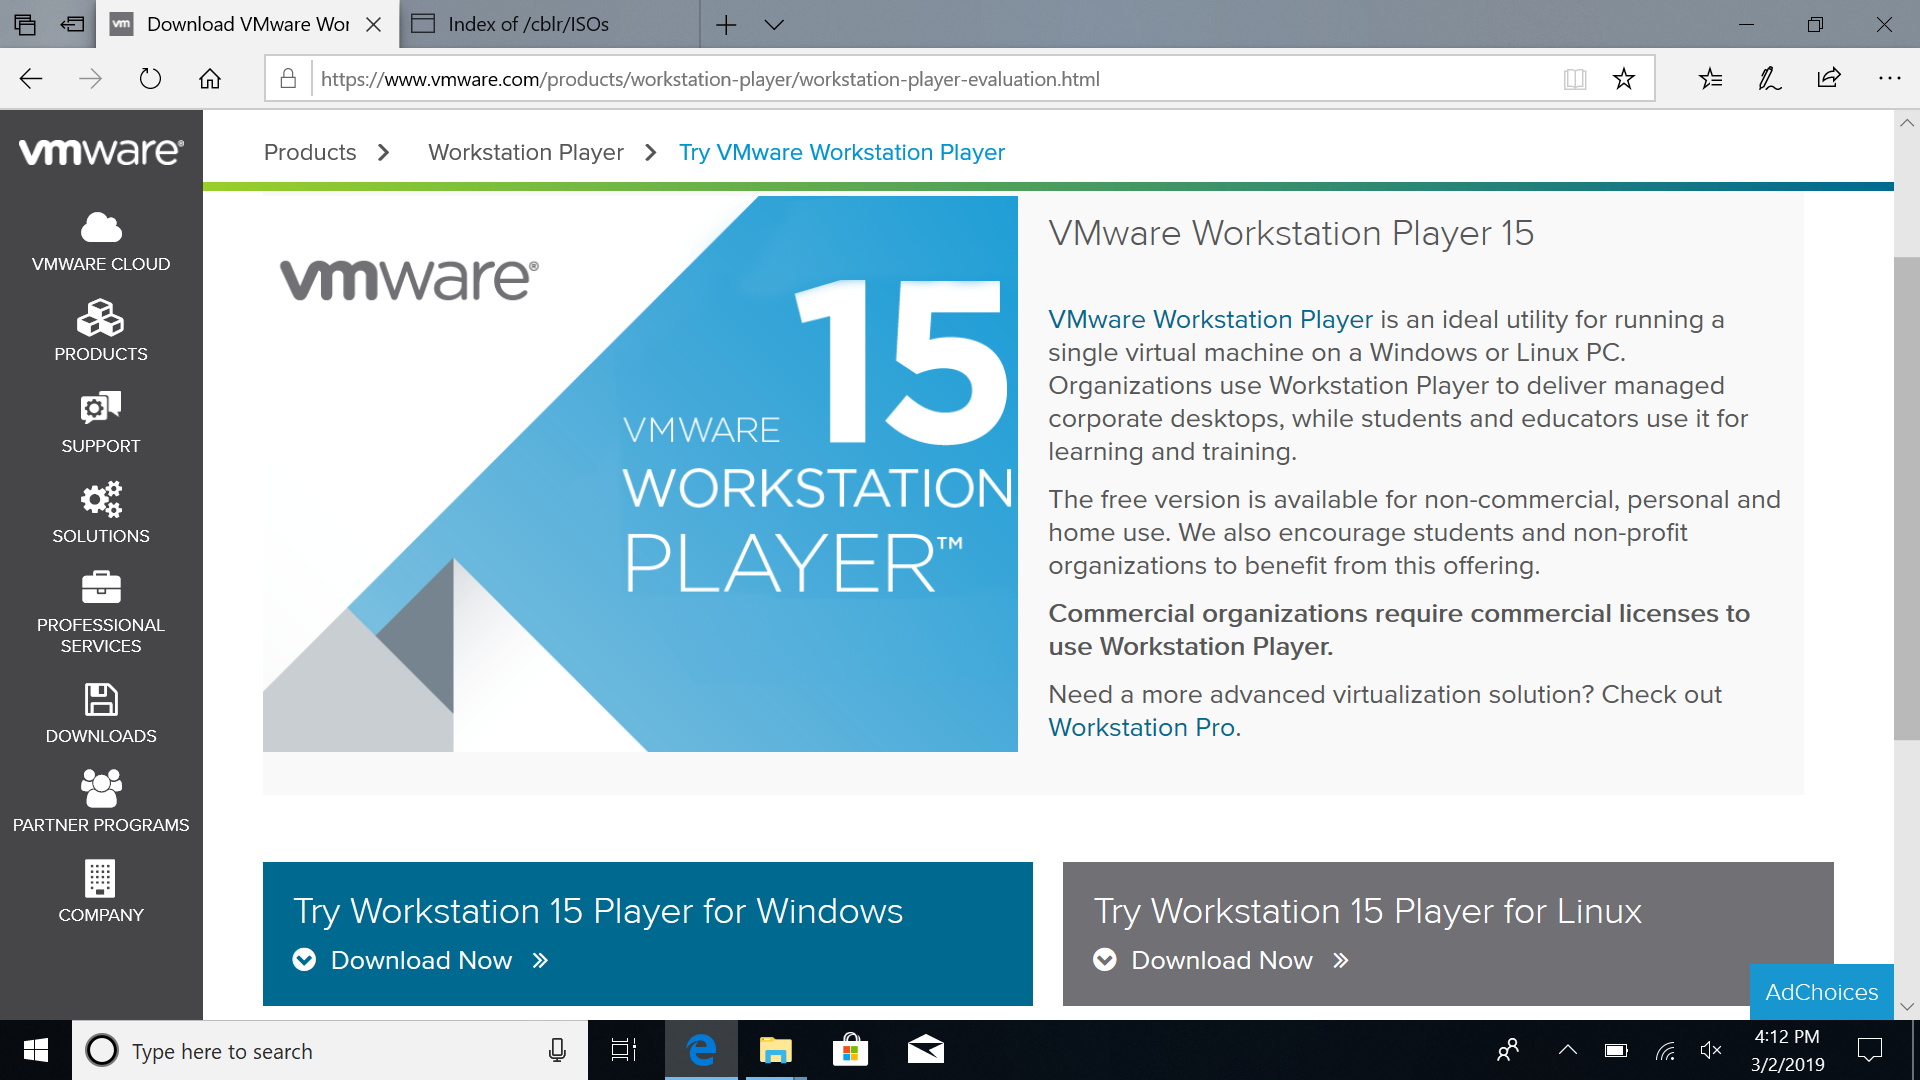 Download VMware Wor
Index of /cblr/ISOs
https://www.vmware.com/products/workstation-player/workstation-player-evaluation.html
vmware®
VMWARE CLOUD
PRODUCTS
SUPPORT
SOLUTIONS
PROFESSIONAL
SERVICES
DOWNLOADS
PARTNER PROGRAMS
COMPANY
Products > Workstation Player > Try VMware Workstation Player
vmware®
15
VMWARE
WORKSTATION
PLAYER™
VMware Workstation Player 15
VMware Workstation Player is an ideal utility for running a
single virtual machine on a Windows or Linux PC.
Organizations use Workstation Player to deliver managed
corporate desktops, while students and educators use it for
learning and training.
The free version is available for non-commercial, personal and
home use. We also encourage students and non-profit
organizations to benefit from this offering.
Commercial organizations require commercial licenses to
use Workstation Player.
Need a more advanced virtualization solution? Check out
Workstation Pro.
Try Workstation 15 Player for Windows
Download Now »
Try Workstation 15 Player for Linux
Download Now »
AdChoices
Type here to search
4:12 PM
3/2/2019